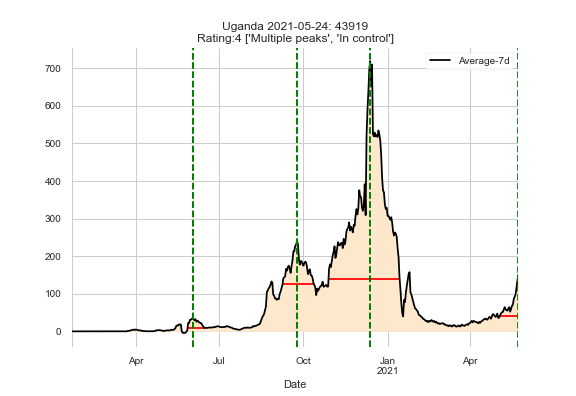 Uganda 2021-05-24: 43919
Rating:4 ['Multiple peaks', 'In control']
Average-7d
700
600
500
400
300
200
100
0
Apr
Jul
Oct
Jan
2021
Apr
Date